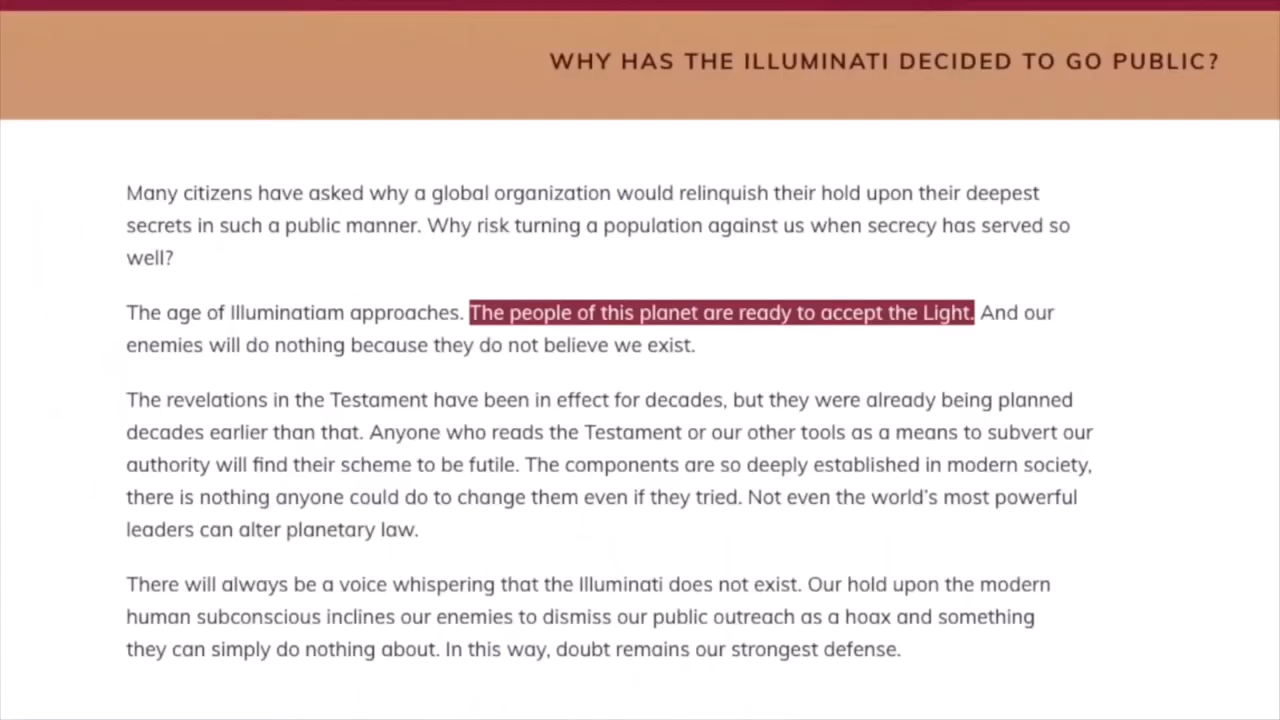 WHY HAS THE ILLUMINATI DECIDED TO GO PUBLIC?
Many citizens have asked why a global organization would relinquish their hold upon their deepest
secrets in such a public manner. Why risk turning a population against us when secrecy has served so
well?
The age of Illuminatiam approaches. The people of this planet are ready to accept the Light. And our
enemies will do nothing because they do not believe we exist.
The revelations in the Testament have been in effect for decades, but they were already being planned
decades earlier than that. Anyone who reads the Testament or our other tools as a means to subvert our
authority will find their scheme to be futile. The components are so deeply established in modern society,
there is nothing anyone could do to change them even if they tried. Not even the world's most powerful
leaders can alter planetary law.
There will always be a voice whispering that the Illuminati does not exist. Our hold upon the modern
human subconscious inclines our enemies to dismiss our public outreach as a hoax and something
they can simply do nothing about. In this way, doubt remains our strongest defense.